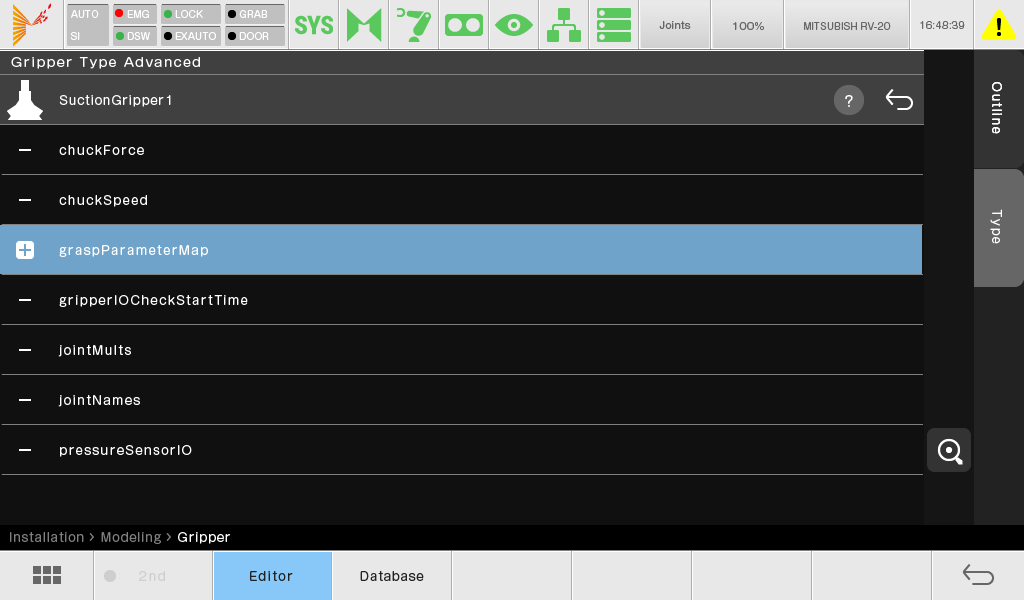 AUTO EMG LOCK GRAB
SI DSW EXAUTO DOOR
SYS
Joints
100%
MITSUBISH RV-20
16:48:39
Gripper Type Advanced
SuctionGripper1
?
chuckForce
chuckSpeed
graspParameterMap
gripperIOCheckStartTime
jointMults
jointNames
pressureSensorIO
Outline
Type
Installation > Modeling > Gripper
2nd
Editor
Database